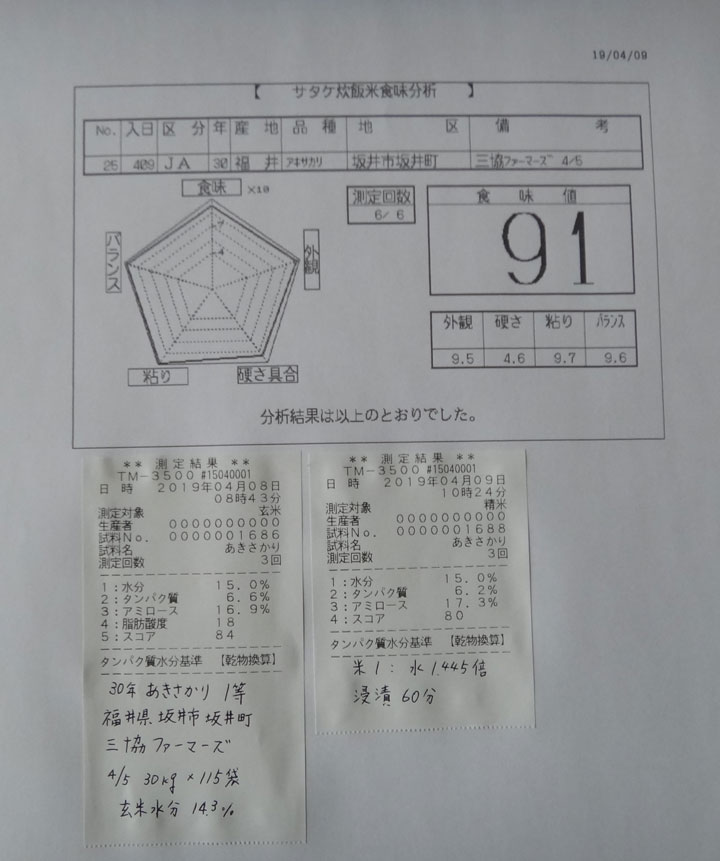 19/04/09
【 サタケ炊飯米食味分析 】
No. 入日 区分 年 産地 品種 地区 備考
25 409 JA 30 福井 アキサカリ 坂井市坂井町 三協ファーマーズ 4/5
食味 ×10
測定回数
6/ 6
食味値
91
バランス
外観
7
4
粘り
硬さ具合
外観 硬さ 粘り バランス
9.5 4.6 9.7 9.6
分析結果は以上のとおりでした。
** 測定結果 **
TM-3500 #15040001
日 時 2019年04月08日
08時43分
測定対象 玄米
生産者 0000000000
試料No. 0000001686
試料名 あきさかり
測定回数 3回
1:水分 15.0%
2:タンパク質 6.6%
3:アミロース 16.9%
4:脂肪酸度 18
5:スコア 84
タンパク質水分基準 【乾物換算】
30年 あきさかり 1等
福井県坂井市坂井町
三協ファーマーズ
4/5 30kg × 115袋
玄米水分 14.3%
** 測定結果 **
TM-3500 #15040001
日 時 2019年04月09日
10時24分
測定対象 精米
生産者 0000000000
試料No. 0000001688
試料名 あきさかり
測定回数 3回
1:水分 15.0%
2:タンパク質 6.2%
3:アミロース 17.3%
4:スコア 80
タンパク質水分基準 【乾物換算】
米1: 水1.445倍
浸漬 60分